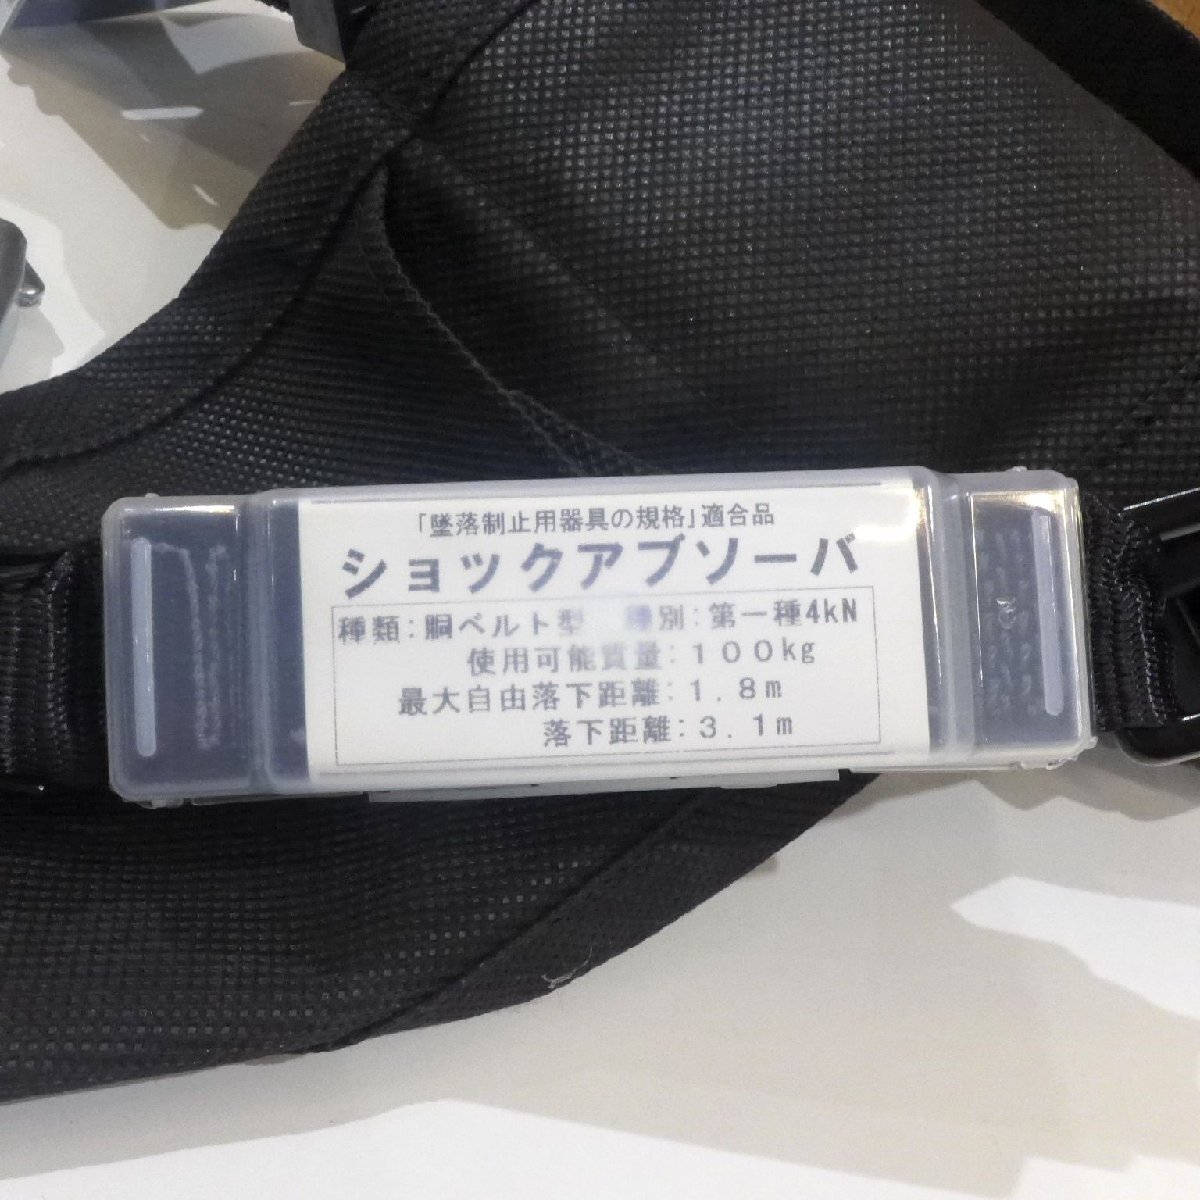 「墜落制止用器具の規格」適合品
ショックアブソーバ
種類:胴ベルト型 種別:第一種4kN
使用可能質量:100kg
最大自由落下距離:1.8m
落下距離:3.1m